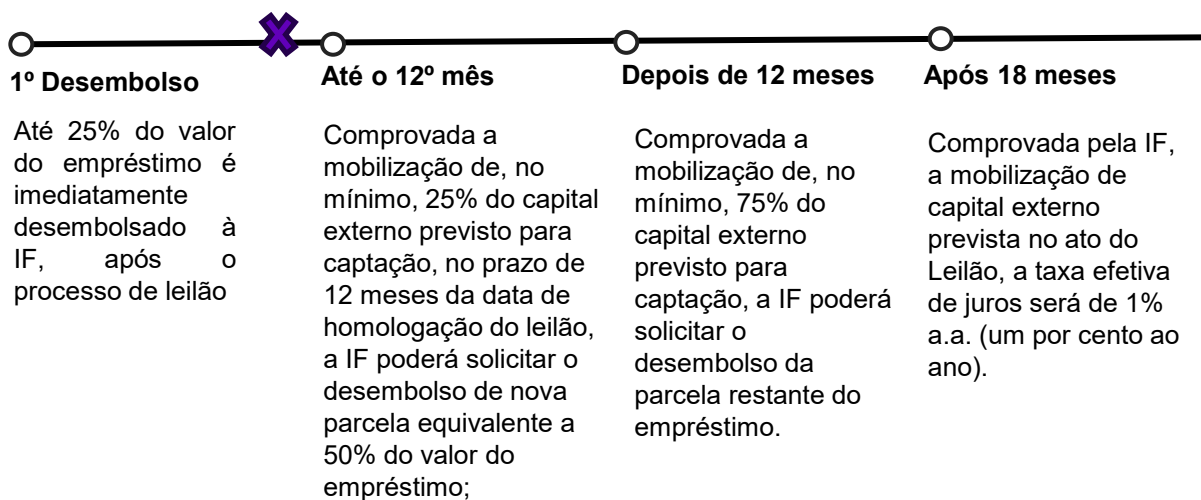 1º Desembolso
Até 25% do valor
do empréstimo é
imediatamente
desembolsado à
IF, após o
processo de leilão
Até o 12º mês
Comprovada a
mobilização de, no
mínimo, 25% do capital
externo previsto para
captação, no prazo de
12 meses da data de
homologação do leilão,
a IF poderá solicitar o
desembolso de nova
parcela equivalente a
50% do valor do
empréstimo;
Depois de 12 meses
Comprovada a
mobilização de, no
mínimo, 75% do
capital externo
previsto para
captação, a IF poderá
solicitar o
desembolso da
parcela restante do
empréstimo.
Após 18 meses
Comprovada pela IF,
a mobilização de
capital externo
prevista no ato do
Leilão, a taxa efetiva
de juros será de 1%
a.a. (um por cento ao
ano).